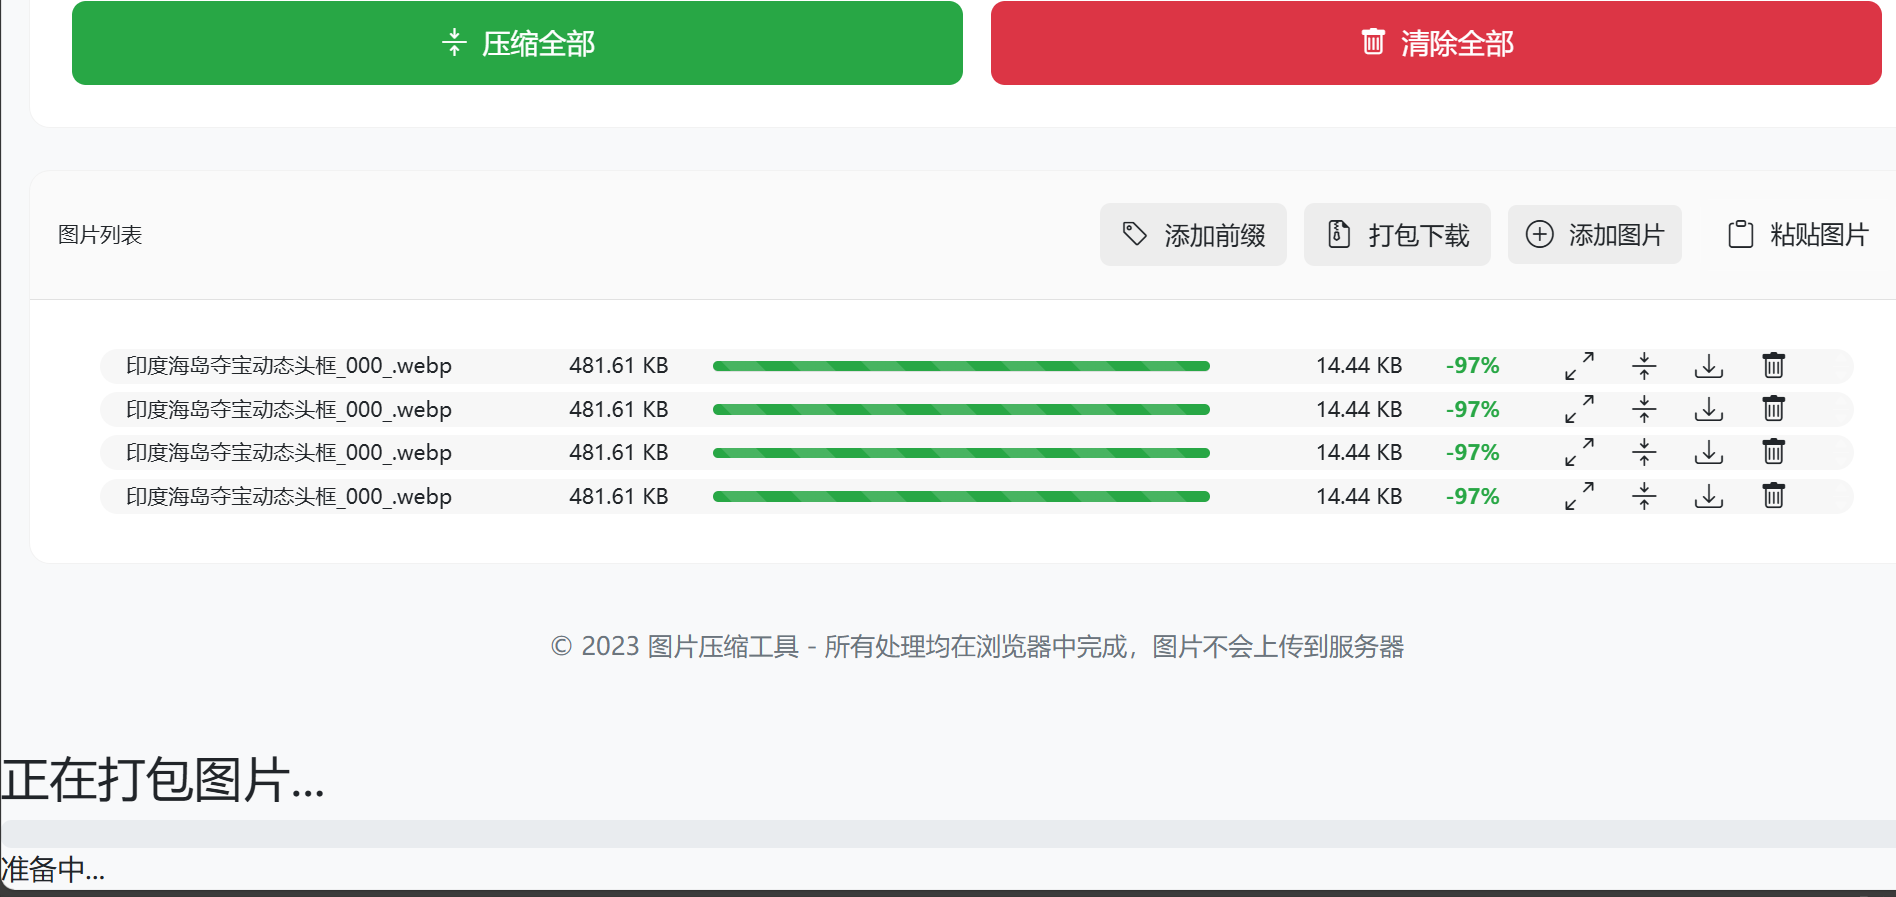 压缩全部 清除全部
图片列表 添加前缀 打包下载 添加图片 粘贴图片
印度海岛夺宝动态头框_000_.webp 481.61 KB 14.44 KB -97%
印度海岛夺宝动态头框_000_.webp 481.61 KB 14.44 KB -97%
印度海岛夺宝动态头框_000_.webp 481.61 KB 14.44 KB -97%
印度海岛夺宝动态头框_000_.webp 481.61 KB 14.44 KB -97%
© 2023 图片压缩工具 - 所有处理均在浏览器中完成，图片不会上传到服务器
正在打包图片...
准备中...